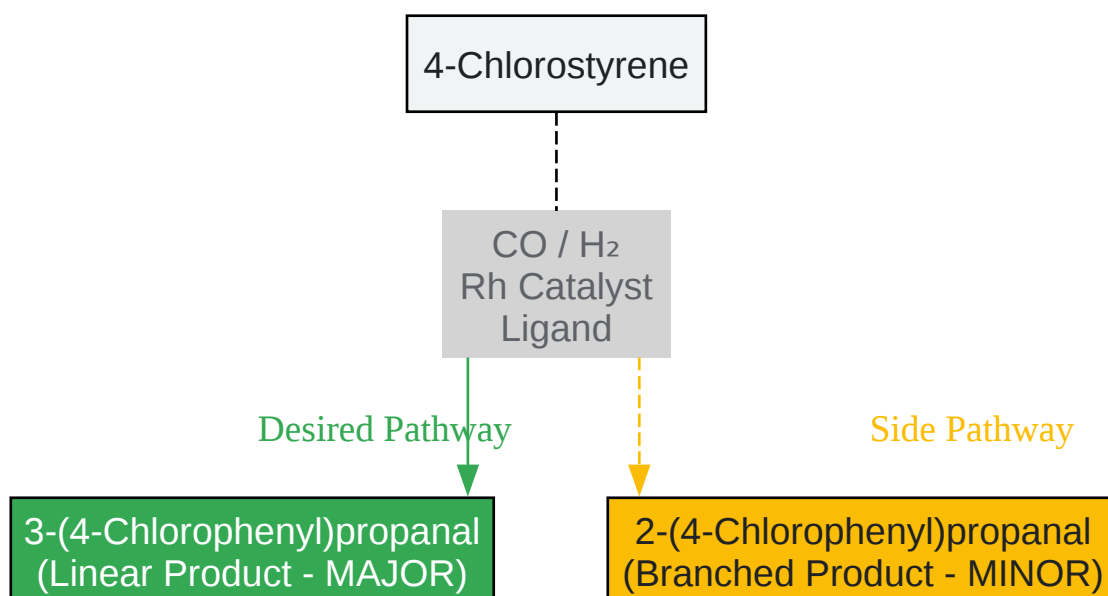 4-Chlorostyrene
CO / H₂
Rh Catalyst
Ligand
Desired Pathway
Side Pathway
3-(4-Chlorophenyl)propanal
(Linear Product - MAJOR)
2-(4-Chlorophenyl)propanal
(Branched Product - MINOR)